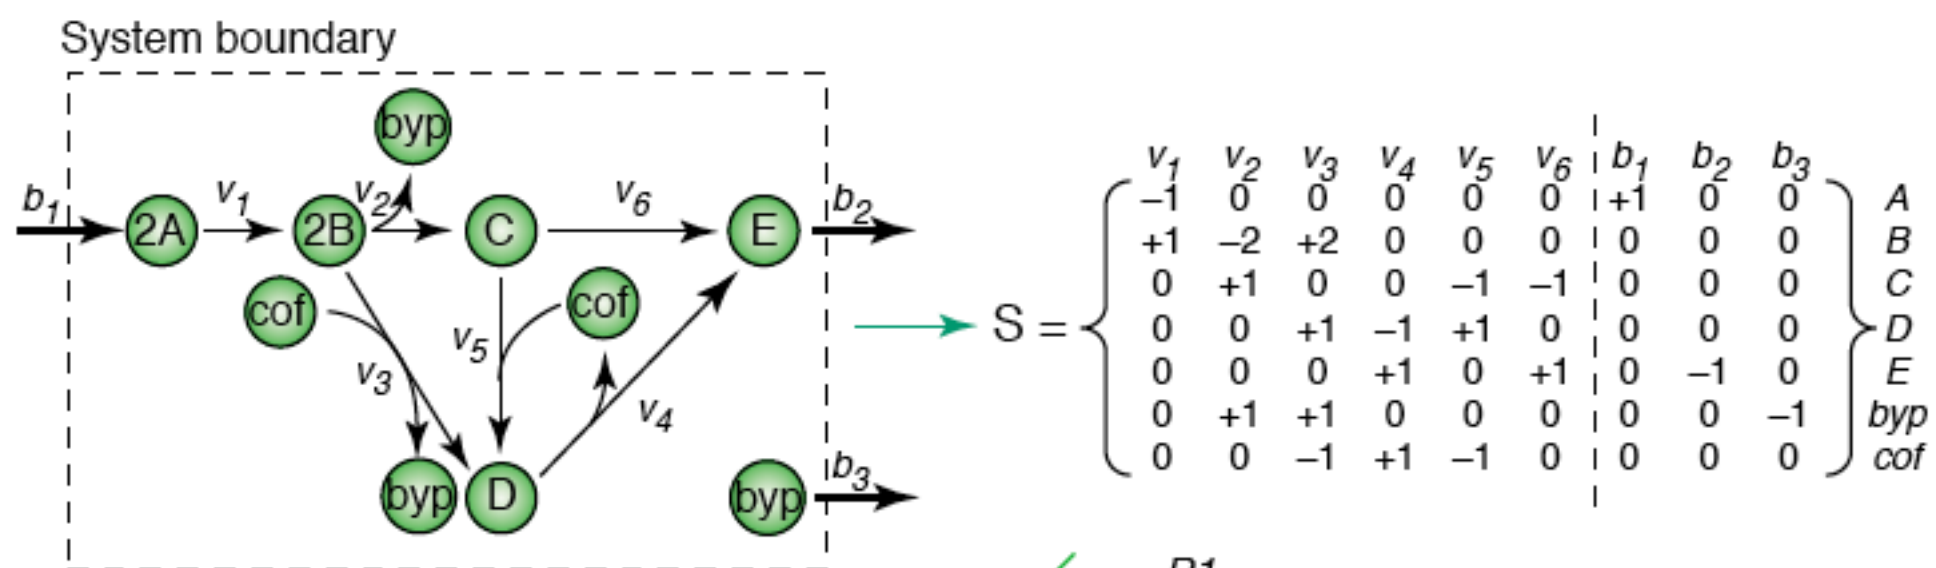 System boundary
byp
b1 2A v1 2B v2 C v6 E b2
cof cof
v3 v5 v4
byp D byp b3
v1 v2 v3 v4 v5 v6 b1 b2 b3
–1 0 0 0 0 0 +1 0 0 A
+1 –2 +2 0 0 0 0 0 0 B
0 +1 0 0 –1 –1 0 0 0 C
S = 0 0 +1 –1 +1 0 0 0 0 D
0 0 0 +1 0 +1 0 –1 0 E
0 +1 +1 0 0 0 0 0 –1 byp
0 0 –1 +1 –1 0 0 0 0 cof